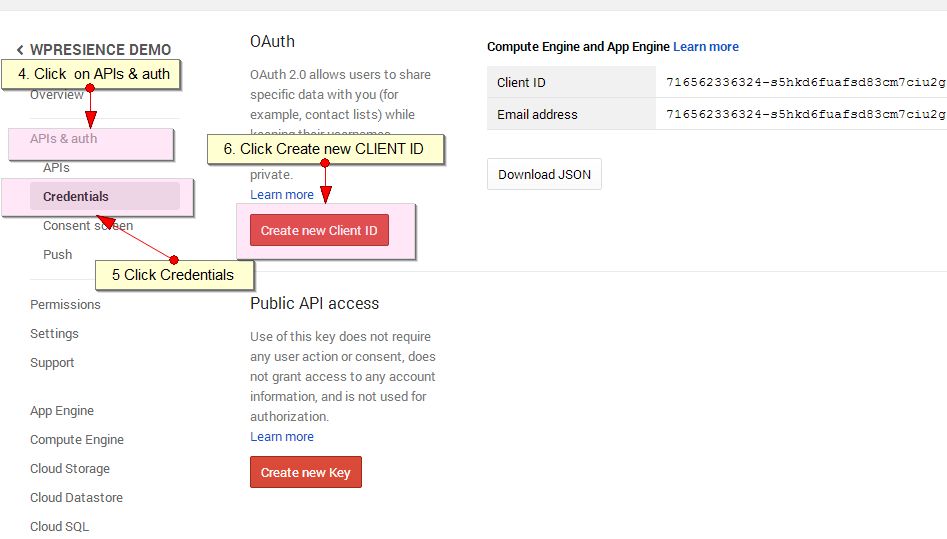 WPRESIENCE DEMO
4. Click on APIs & auth
Overview
APIs & auth
APIs
Credentials
Consent screen
Push
5 Click Credentials
Permissions
Settings
Support
App Engine
Compute Engine
Cloud Storage
Cloud Datastore
Cloud SQL
OAuth
OAuth 2.0 allows users to share
specific data with you (for
example, contact lists) while
keeping their usernames,
6. Click Create new CLIENT ID
private.
Learn more
Create new Client ID
Public API access
Use of this key does not require
any user action or consent, does
not grant access to any account
information, and is not used for
authorization.
Learn more
Create new Key
Compute Engine and App Engine Learn more
Client ID 716562336324-s5hkd6fuafsd83cm7ciu2g
Email address 716562336324-s5hkd6fuafsd83cm7ciu2g
Download JSON